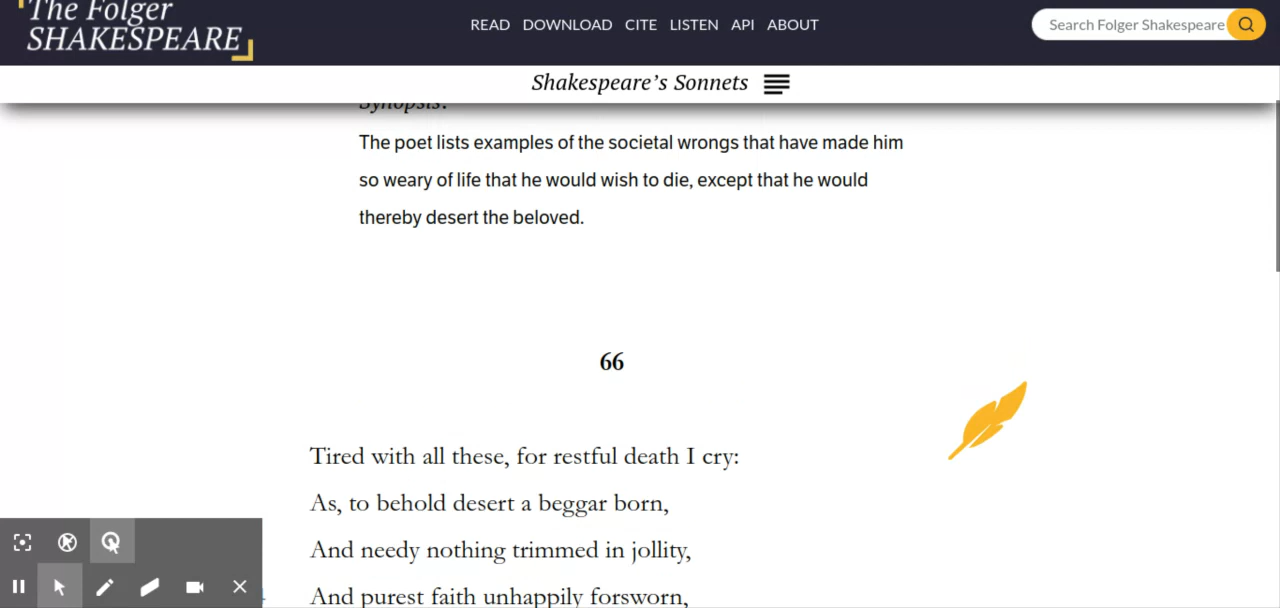 The Folger
SHAKESPEARE
READ DOWNLOAD CITE LISTEN API ABOUT
Search Folger Shakespeare
Shakespeare's Sonnets
Synopsis:
The poet lists examples of the societal wrongs that have made him
so weary of life that he would wish to die, except that he would
thereby desert the beloved.
66
Tired with all these, for restful death I cry:
As, to behold desert a beggar born,
And needy nothing trimmed in jollity,
And purest faith unhappily forsworn,